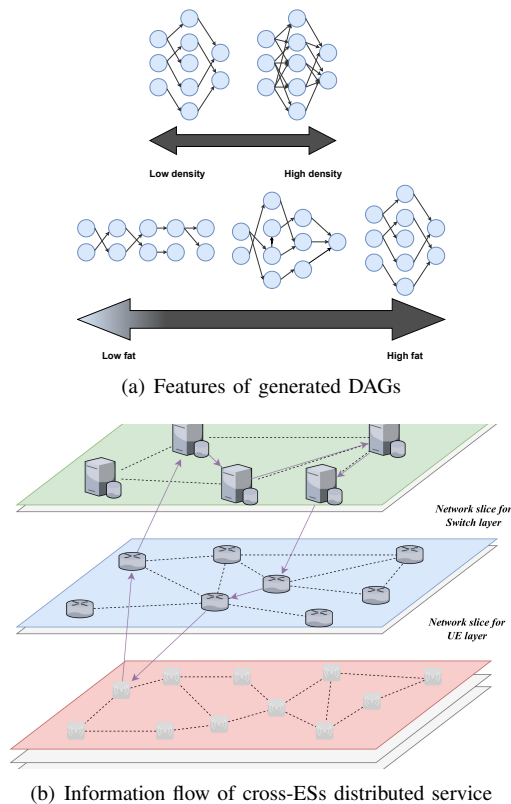 Low density
High density
Low fat
High fat
(a) Features of generated DAGs
Network slice for
Switch layer
Network slice for
UE layer
(b) Information flow of cross-ESs distributed service